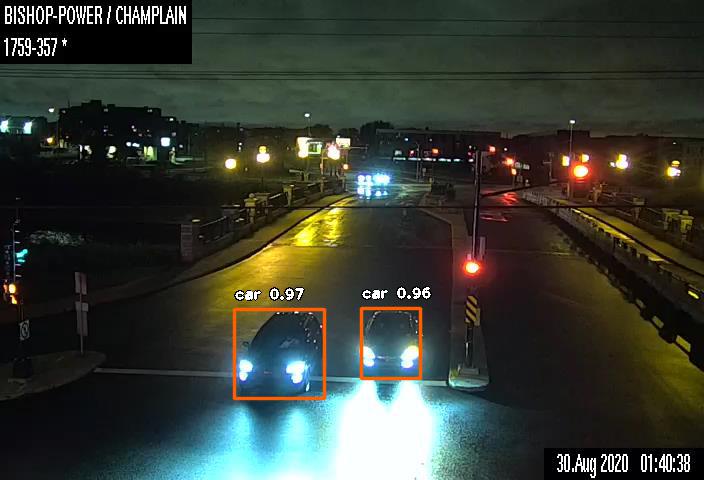 BISHOP-POWER / CHAMPLAIN
1759-357 *
car 0.97
car 0.96
30.Aug 2020 01:40:38